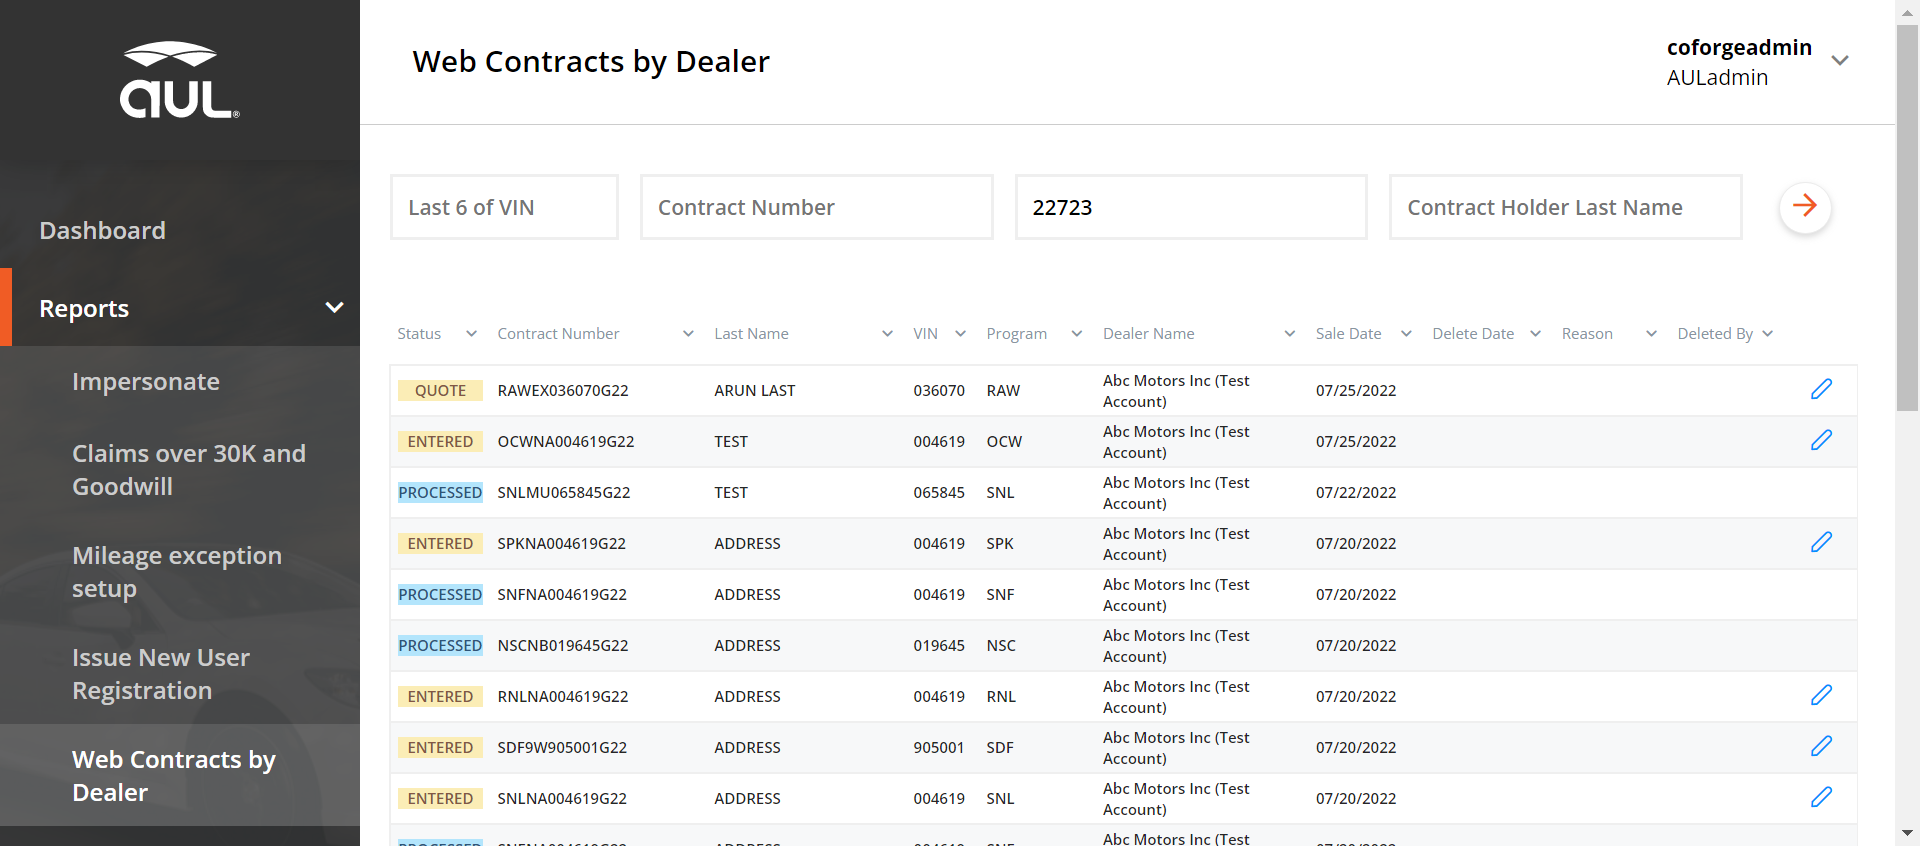 aUL®
Dashboard
Reports
Impersonate
Claims over 30K and
Goodwill
Mileage exception
setup
Issue New User
Registration
Web Contracts by
Dealer
Web Contracts by Dealer
coforgeadmin
AULadmin
Last 6 of VIN Contract Number 22723 Contract Holder Last Name
Status Contract Number Last Name VIN Program Dealer Name Sale Date Delete Date Reason Deleted By
QUOTE RAWEX036070G22 ARUN LAST 036070 RAW Abc Motors Inc (Test Account) 07/25/2022
ENTERED OCWNA004619G22 TEST 004619 OCW Abc Motors Inc (Test Account) 07/25/2022
PROCESSED SNLMU065845G22 TEST 065845 SNL Abc Motors Inc (Test Account) 07/22/2022
ENTERED SPKNA004619G22 ADDRESS 004619 SPK Abc Motors Inc (Test Account) 07/20/2022
PROCESSED SNFNA004619G22 ADDRESS 004619 SNF Abc Motors Inc (Test Account) 07/20/2022
PROCESSED NSCNB019645G22 ADDRESS 019645 NSC Abc Motors Inc (Test Account) 07/20/2022
ENTERED RNLNA004619G22 ADDRESS 004619 RNL Abc Motors Inc (Test Account) 07/20/2022
ENTERED SDF9W905001G22 ADDRESS 905001 SDF Abc Motors Inc (Test Account) 07/20/2022
ENTERED SNLNA004619G22 ADDRESS 004619 SNL Abc Motors Inc (Test Account) 07/20/2022
Abc Motors Inc (Test